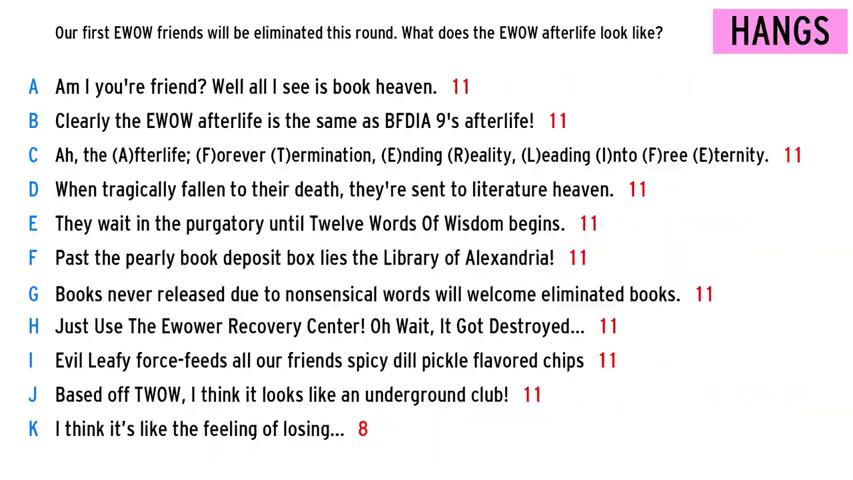 Our first EWOW friends will be eliminated this round. What does the EWOW afterlife look like?
HANGS
A Am I you're friend? Well all I see is book heaven. 11
B Clearly the EWOW afterlife is the same as BFDIA 9's afterlife! 11
C Ah, the (A)fterlife; (F)orever (T)ermination, (E)nding (R)eality, (L)eading (I)nto (F)ree (E)ternity. 11
D When tragically fallen to their death, they're sent to literature heaven. 11
E They wait in the purgatory until Twelve Words Of Wisdom begins. 11
F Past the pearly book deposit box lies the Library of Alexandria! 11
G Books never released due to nonsensical words will welcome eliminated books. 11
H Just Use The Ewower Recovery Center! Oh Wait, It Got Destroyed... 11
I Evil Leafy force-feeds all our friends spicy dill pickle flavored chips 11
J Based off TWOW, I think it looks like an underground club! 11
K I think it's like the feeling of losing... 8